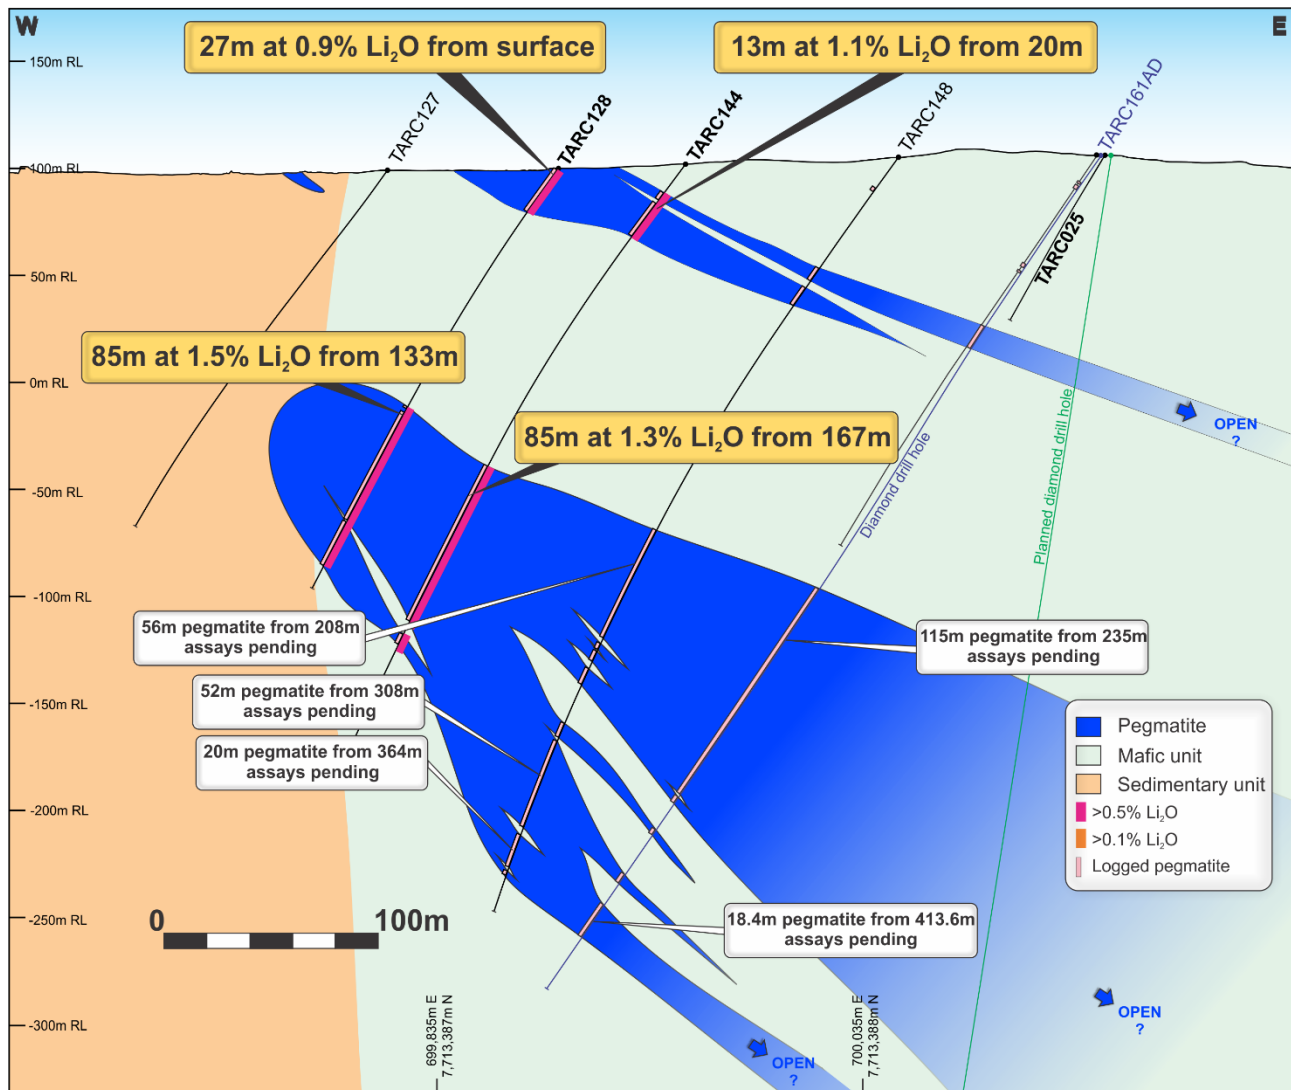 W
E
27m at 0.9% Li₂O from surface
13m at 1.1% Li₂O from 20m
150m RL
TARC127
TARC128
TARC144
TARC148
TARC161AD
100m RL
TARC025
50m RL
85m at 1.5% Li₂O from 133m
0m RL
OPEN
?
85m at 1.3% Li₂O from 167m
Diamond drill hole
Planned diamond drill hole
-50m RL
-100m RL
56m pegmatite from 208m
assays pending
115m pegmatite from 235m
assays pending
52m pegmatite from 308m
assays pending
-150m RL
20m pegmatite from 364m
assays pending
Pegmatite
Mafic unit
Sedimentary unit
>0.5% Li₂O
>0.1% Li₂O
Logged pegmatite
-200m RL
0
100m
18.4m pegmatite from 413.6m
assays pending
-250m RL
-300m RL
699,835m E
7,713,387m N
700,035m E
7,713,388m N
OPEN
?
OPEN
?